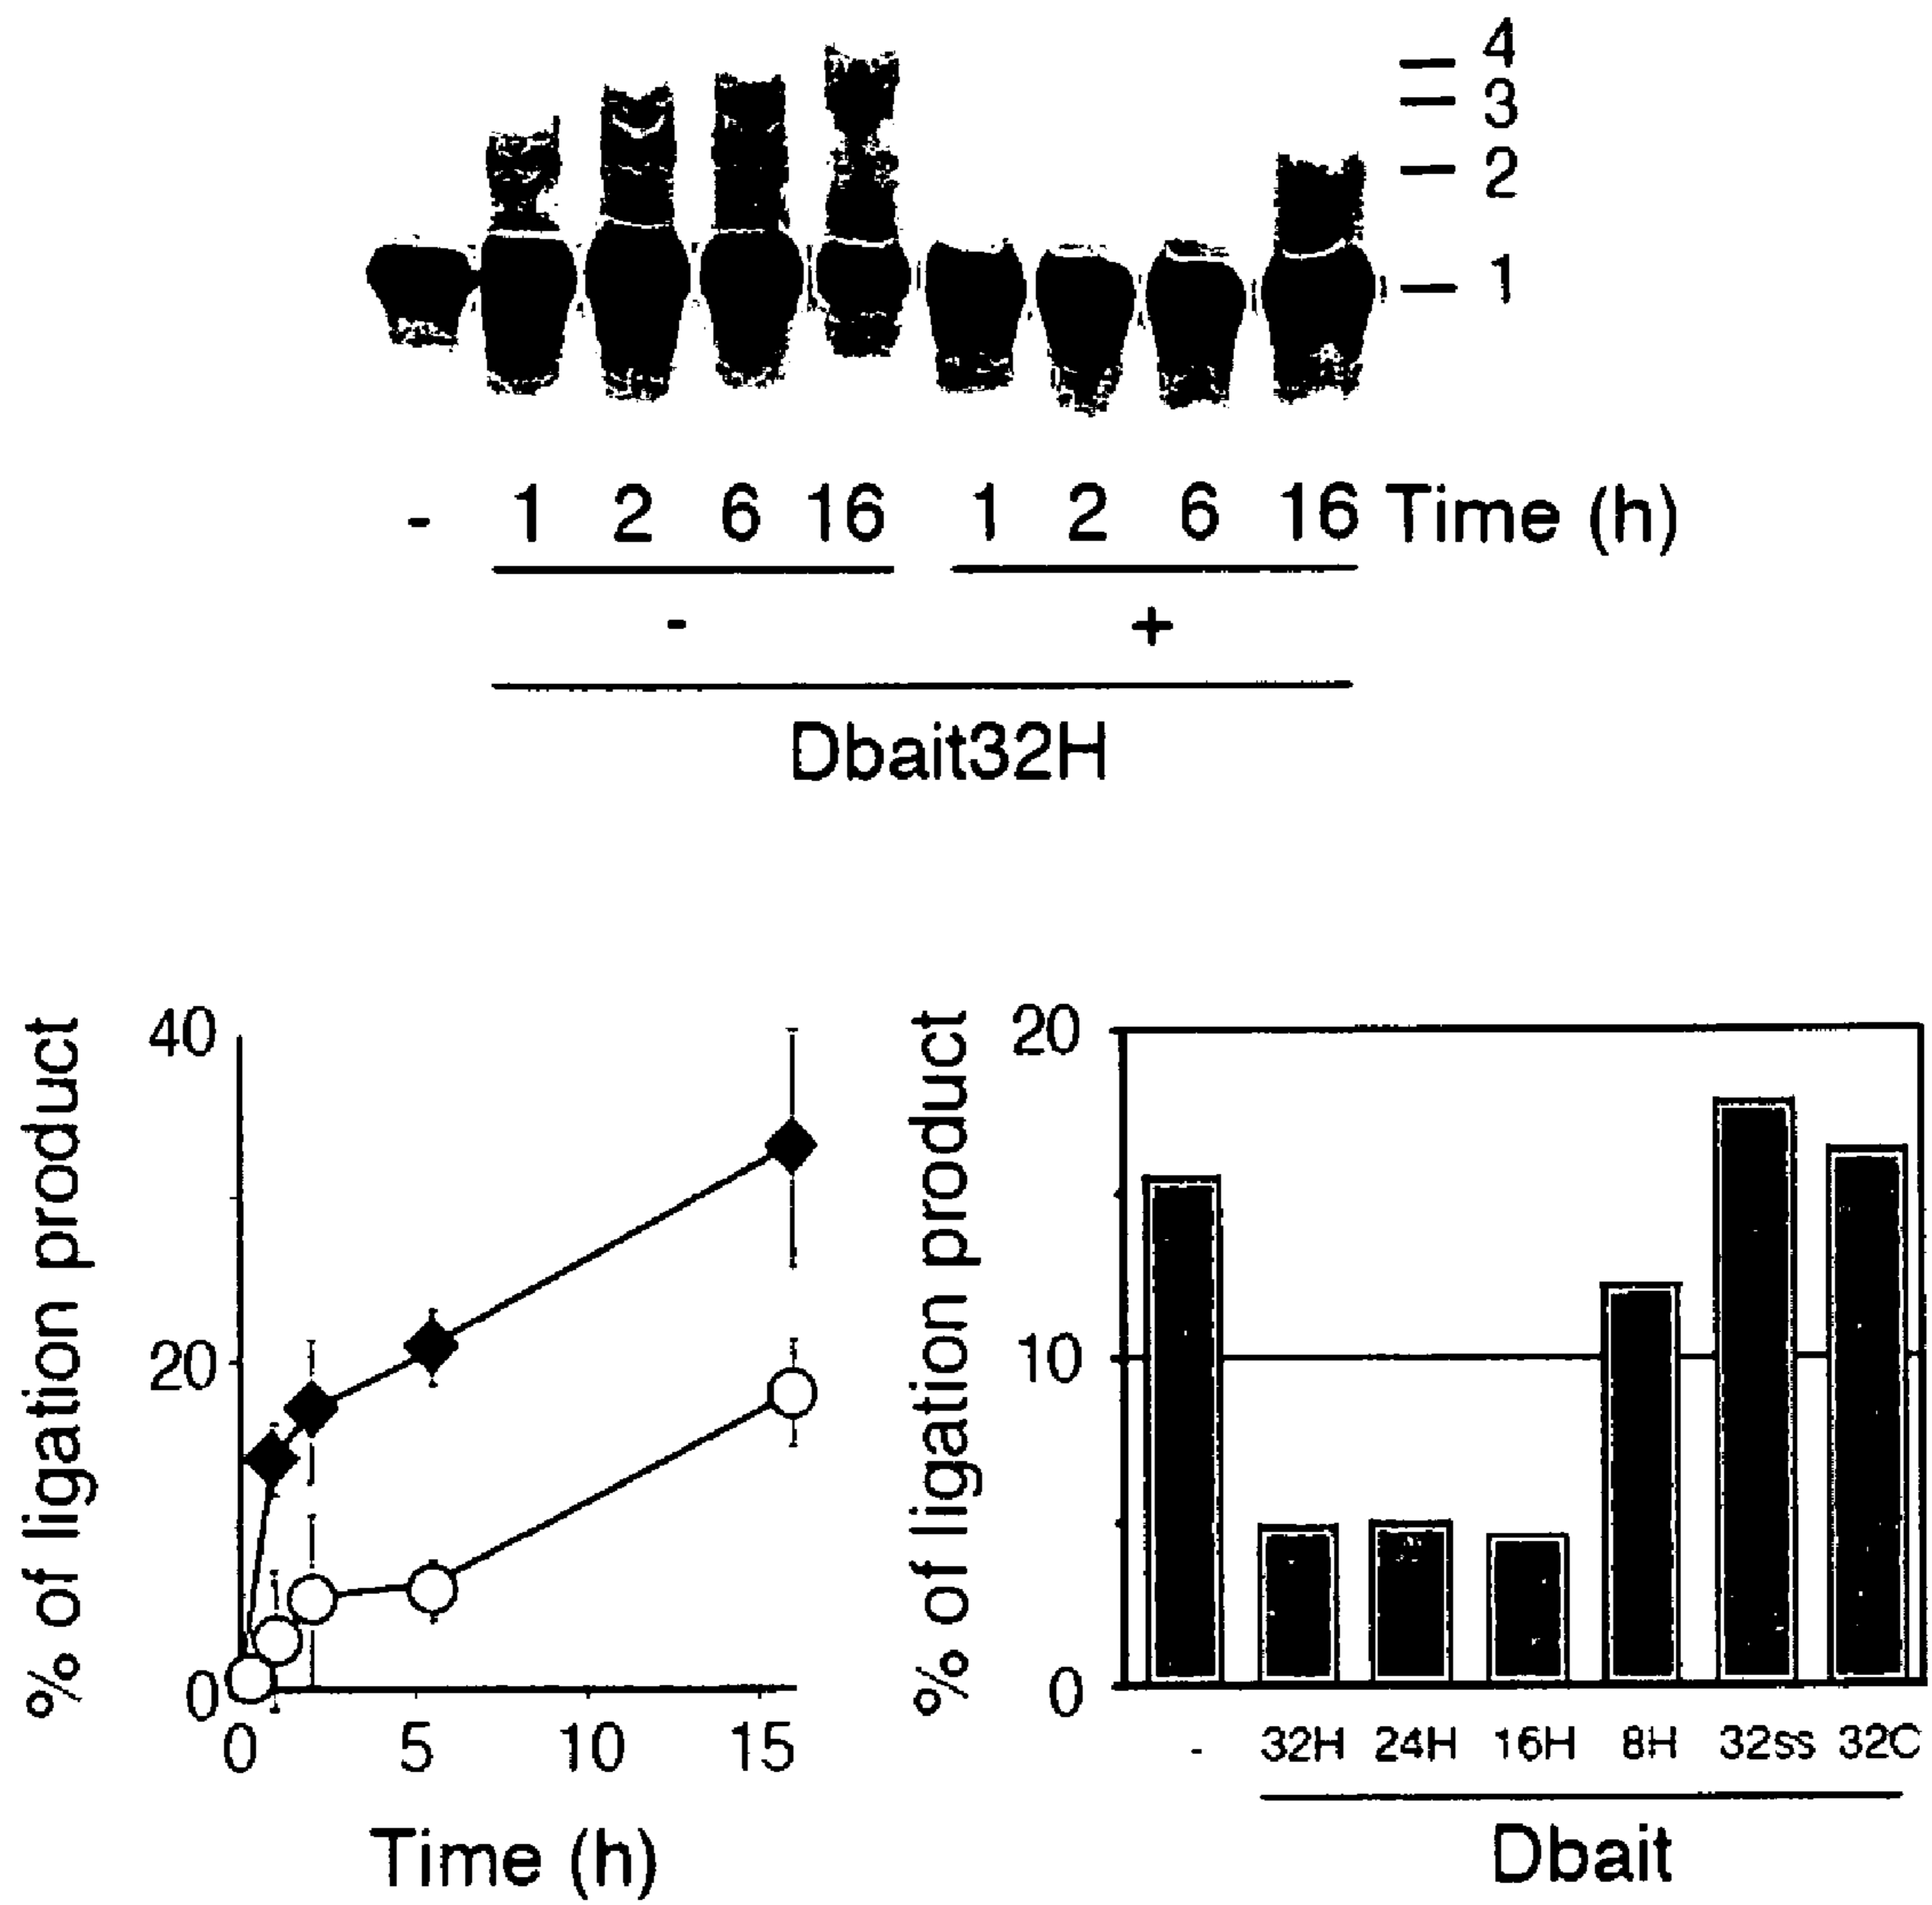 4
3
2
1
- 1 2 6 16 1 2 6 16 Time (h)
- +
Dbait32H
% of ligation product
40
20
0
0 5 10 15
Time (h)
% of ligation product
20
10
0
- 32H 24H 16H 8H 32ss 32C
Dbait